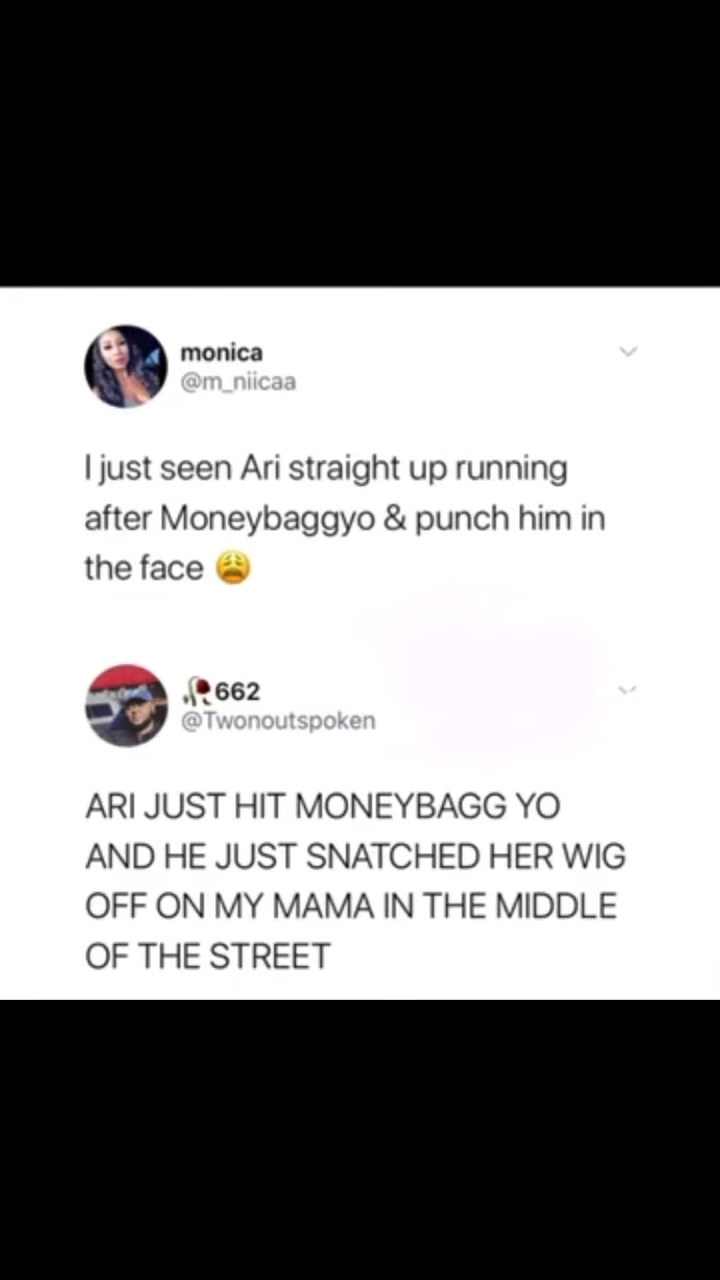 monica
@m_niicaa
I just seen Ari straight up running
after Moneybaggyo & punch him in
the face 😩
🥀662
@Twonoutspoken
ARI JUST HIT MONEYBAGG YO
AND HE JUST SNATCHED HER WIG
OFF ON MY MAMA IN THE MIDDLE
OF THE STREET